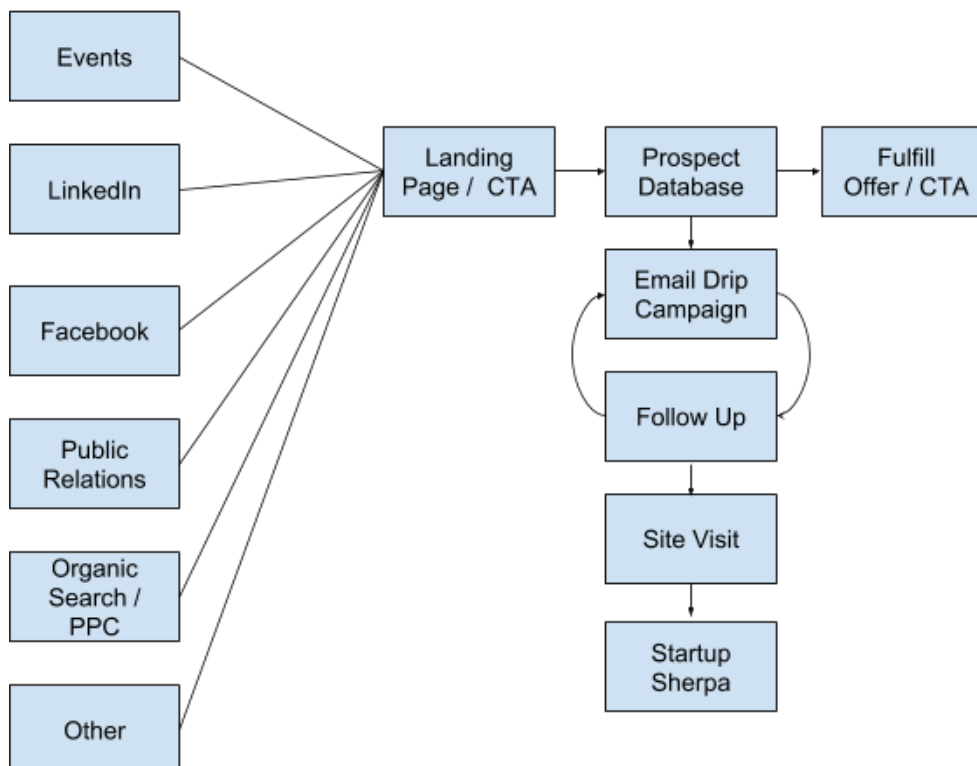 Events
LinkedIn
Facebook
Public
Relations
Organic
Search /
PPC
Other
Landing
Page /  CTA
Prospect
Database
Fulfill
Offer / CTA
Email Drip
Campaign
Follow Up
Site Visit
Startup
Sherpa